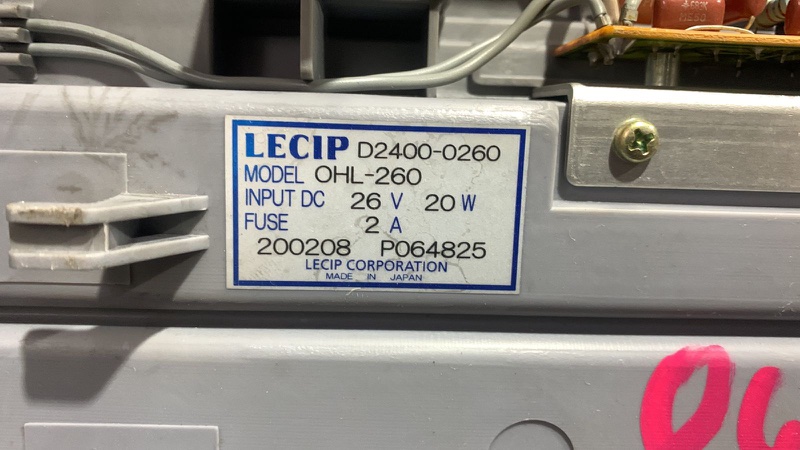 LECIP D2400-0260
MODEL OHL-260
INPUT DC 26 V 20 W
FUSE 2 A
200208 P064825
LECIP CORPORATION
MADE IN JAPAN